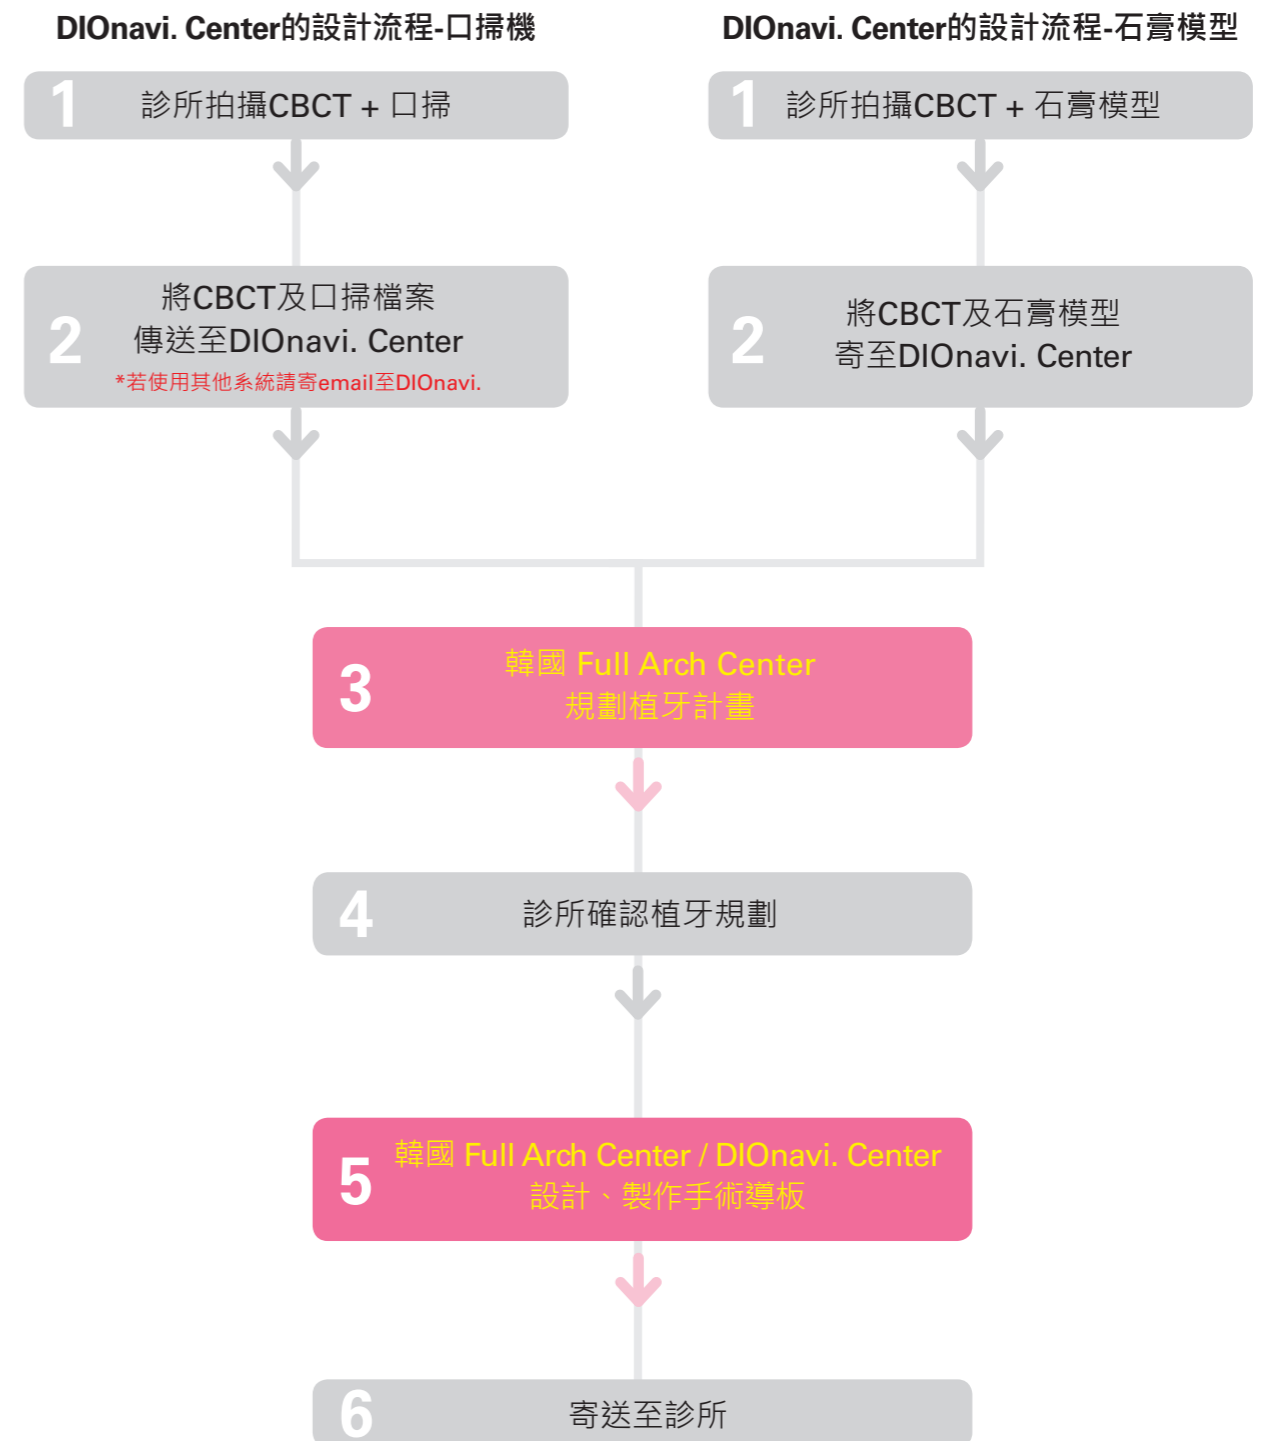 DIOnavi. Center的設計流程-口掃機
1 診所拍攝CBCT + 口掃
2 將CBCT及口掃檔案
傳送至DIOnavi. Center
*若使用其他系統請寄email至DIOnavi.
DIOnavi. Center的設計流程-石膏模型
1 診所拍攝CBCT + 石膏模型
2 將CBCT及石膏模型
寄至DIOnavi. Center
3 韓國 Full Arch Center
規劃植牙計畫
4 診所確認植牙規劃
5 韓國 Full Arch Center / DIOnavi. Center
設計、製作手術導板
6 寄送至診所